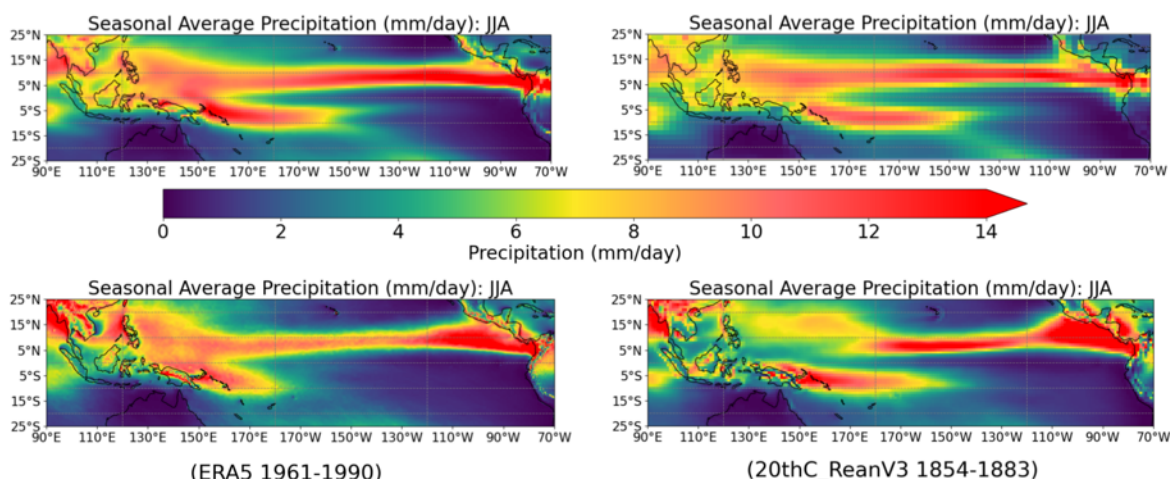 Seasonal Average Precipitation (mm/day): JJA
Seasonal Average Precipitation (mm/day): JJA
25°N
15°N
5°N
5°S
15°S
25°S
90°E 110°E 130°E 150°E 170°E 170°W 150°W 130°W 110°W 90°W 70°W
25°N
15°N
5°N
5°S
15°S
25°S
90°E 110°E 130°E 150°E 170°E 170°W 150°W 130°W 110°W 90°W 70°W
0 2 4 6 8 10 12 14
Precipitation (mm/day)
Seasonal Average Precipitation (mm/day): JJA
Seasonal Average Precipitation (mm/day): JJA
25°N
15°N
5°N
5°S
15°S
25°S
90°E 110°E 130°E 150°E 170°E 170°W 150°W 130°W 110°W 90°W 70°W
25°N
15°N
5°N
5°S
15°S
25°S
90°E 110°E 130°E 150°E 170°E 170°W 150°W 130°W 110°W 90°W 70°W
(ERA5 1961-1990)
(20thC_ReanV3 1854-1883)